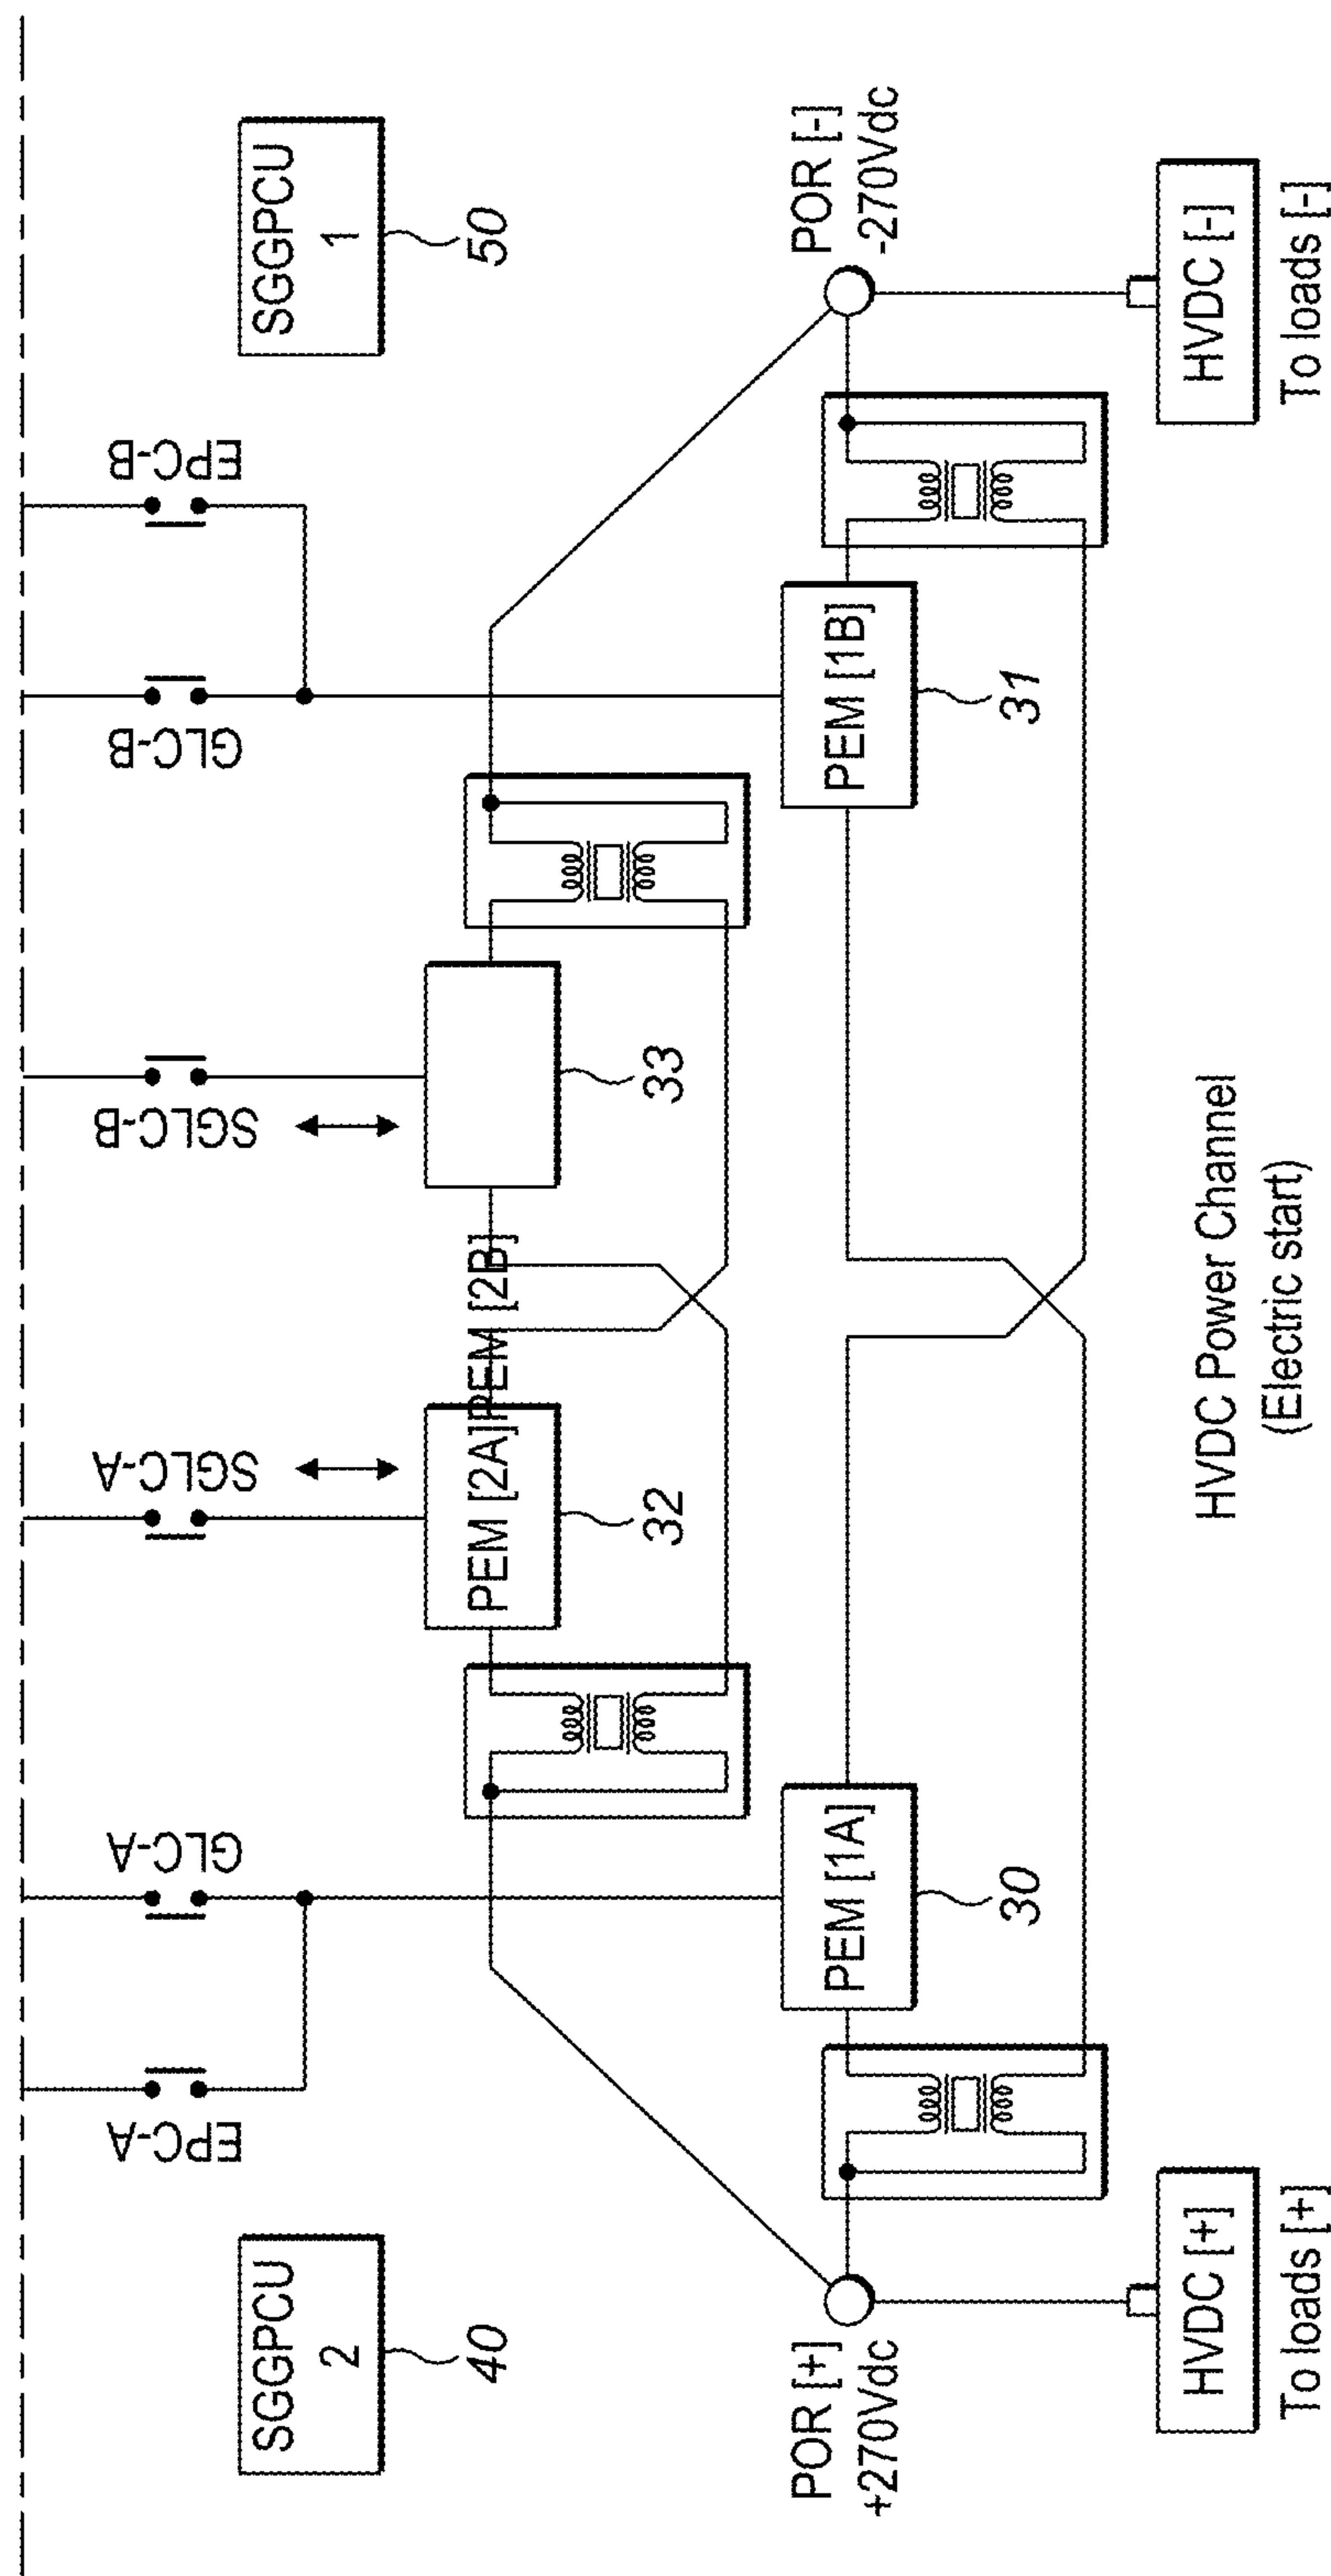 EPC-A
GLC-A
SGLC-A
SGLC-B
GLC-B
EPC-B
SGGPCU
2
40
SGGPCU
1
50
PEM [2A]
PEM [2B]
32
33
POR [+]
+270Vdc
PEM [1A]
30
PEM [1B]
31
POR [-]
-270Vdc
HVDC [+]
To loads [+]
HVDC Power Channel
(Electric start)
HVDC [-]
To loads [-]